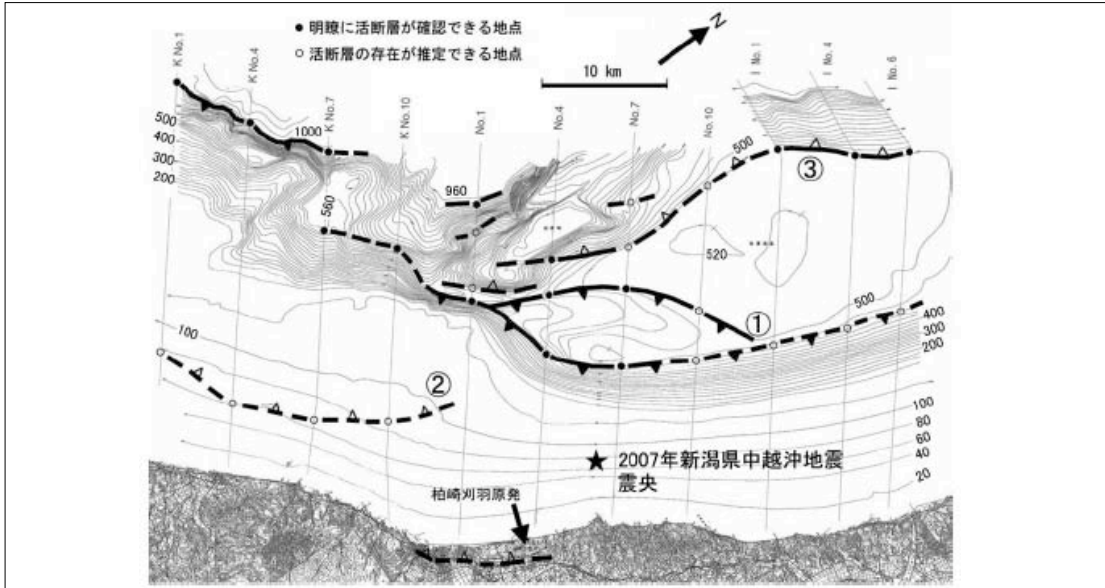 ● 明瞭に活断層が確認できる地点
○ 活断層の存在が推定できる地点
N
10 km
K No.1
K No.4
K No.7
K No.10
No.1
No.4
No.7
No.10
I No.1
I No.4
I No.6
500
400
300
200
1000
960
560
500
③
520
①
500
400
300
200
100
②
100
80
60
40
20
★ 2007年新潟県中越沖地震
震央
柏崎刈羽原発